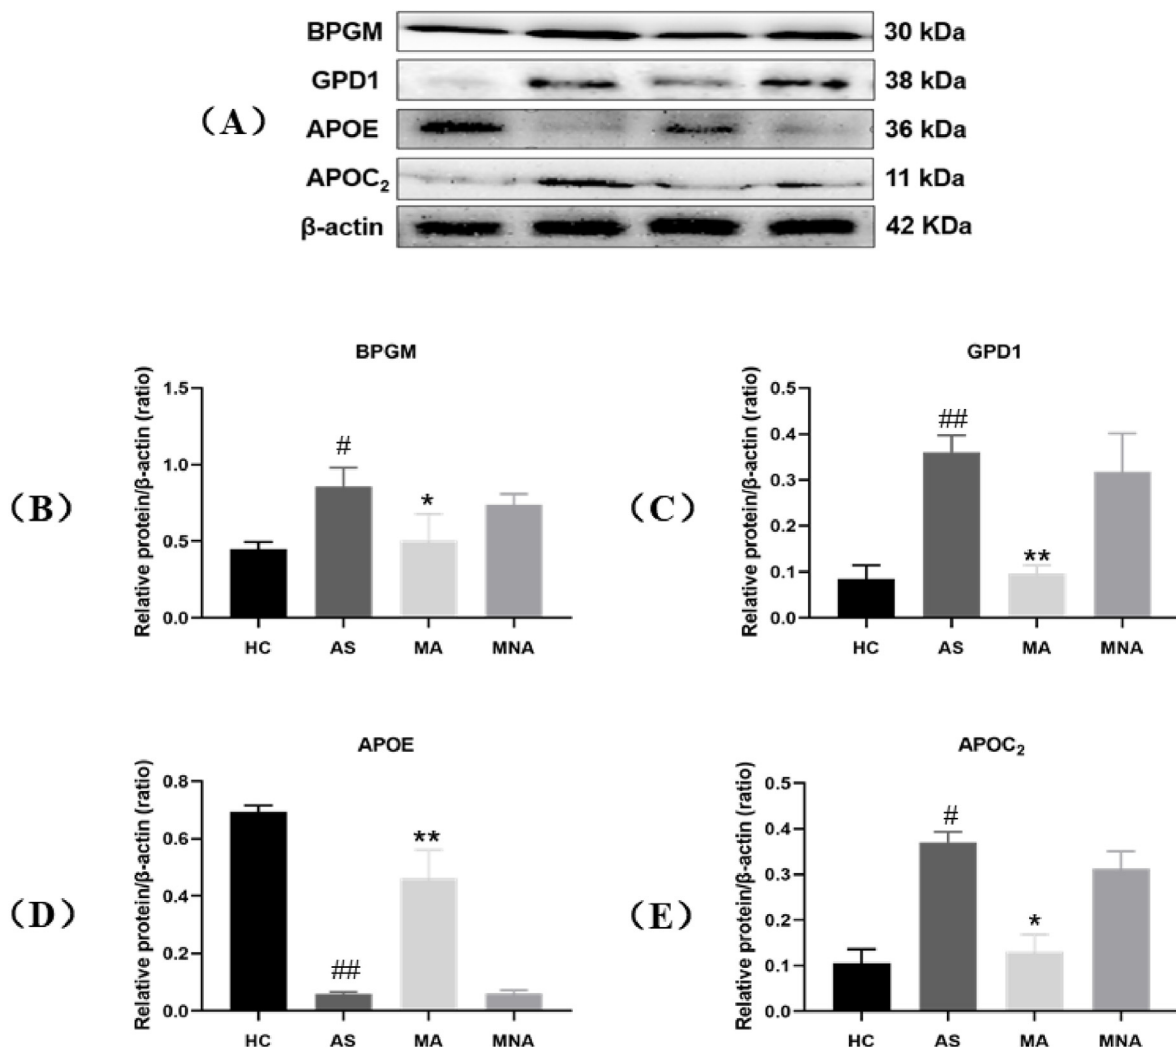 BPGM 30 kDa
GPD1 38 kDa
(A) APOE 36 kDa
APOC₂ 11 kDa
β-actin 42 KDa
BPGM
Relative protein/β-actin (ratio)
1.5
1.0
0.5
0.0
#
*
HC AS MA MNA
(B)
GPD1
Relative protein/β-actin (ratio)
0.5
0.4
0.3
0.2
0.1
0.0
##
**
HC AS MA MNA
(C)
APOE
Relative protein/β-actin (ratio)
0.8
0.6
0.4
0.2
0.0
##
**
HC AS MA MNA
(D)
APOC₂
Relative protein/β-actin (ratio)
0.5
0.4
0.3
0.2
0.1
0.0
#
*
HC AS MA MNA
(E)